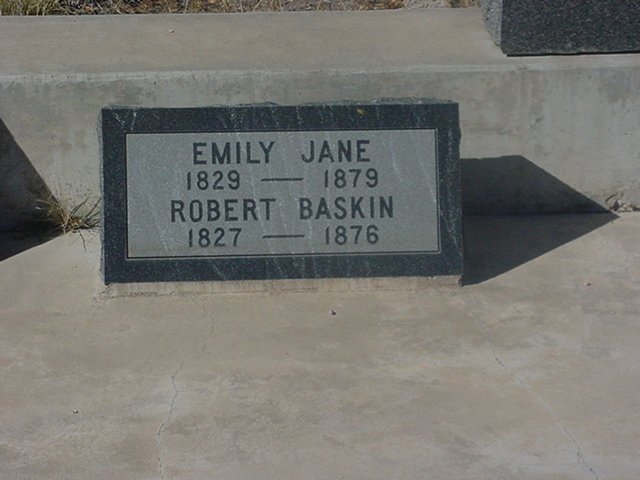 EMILY JANE
1829 — 1879
ROBERT BASKIN
1827 — 1876